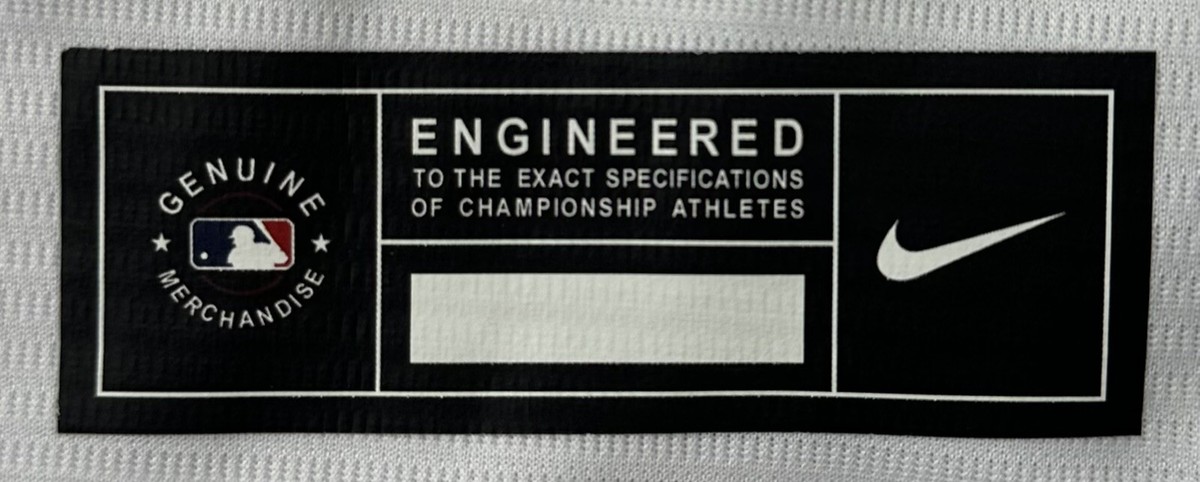 GENUINE
MERCHANDISE
ENGINEERED
TO THE EXACT SPECIFICATIONS
OF CHAMPIONSHIP ATHLETES